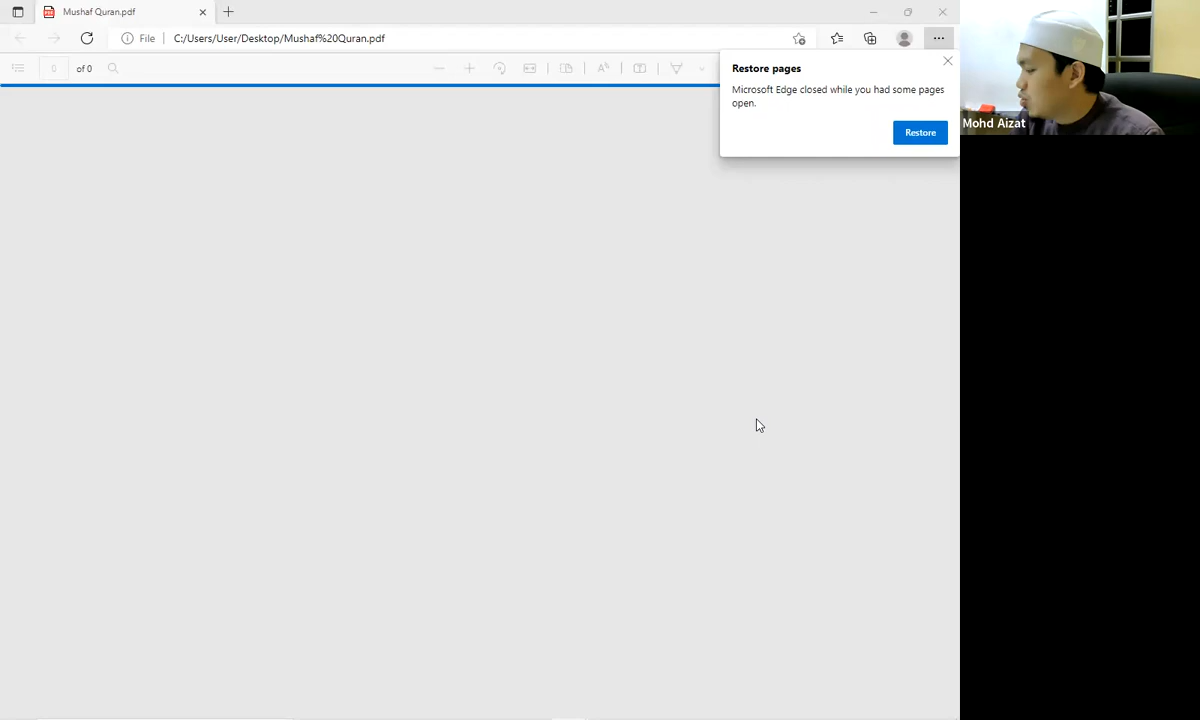 Mushaf Quran.pdf
File
C:/Users/User/Desktop/Mushaf%20Quran.pdf
0 of 0
Restore pages
Microsoft Edge closed while you had some pages
open.
Restore
Mohd Aizat